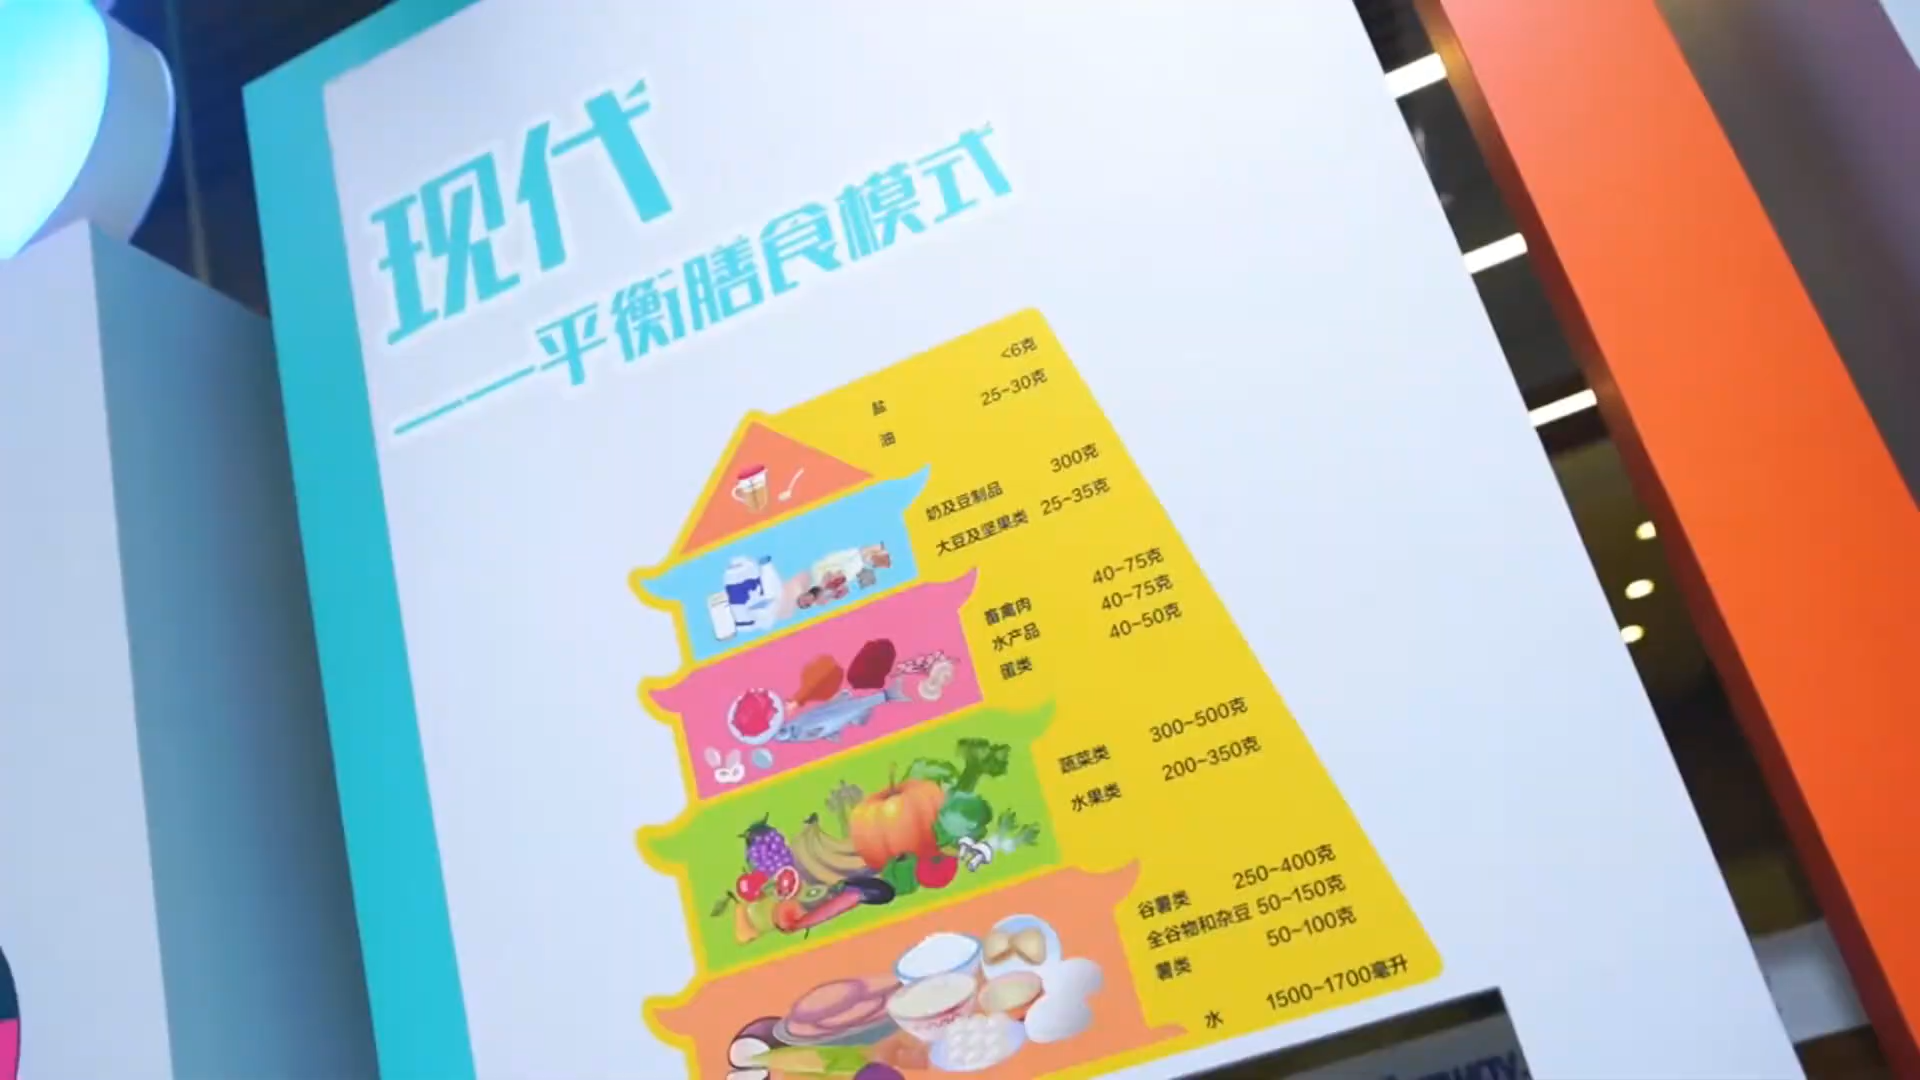 现代
——平衡膳食模式
盐 <6克
油 25~30克
奶及豆制品 300克
大豆及坚果类 25~35克
畜禽肉 40~75克
水产品 40~75克
蛋类 40~50克
蔬菜类 300~500克
水果类 200~350克
谷薯类 250~400克
全谷物和杂豆 50~150克
薯类 50~100克
水 1500~1700毫升